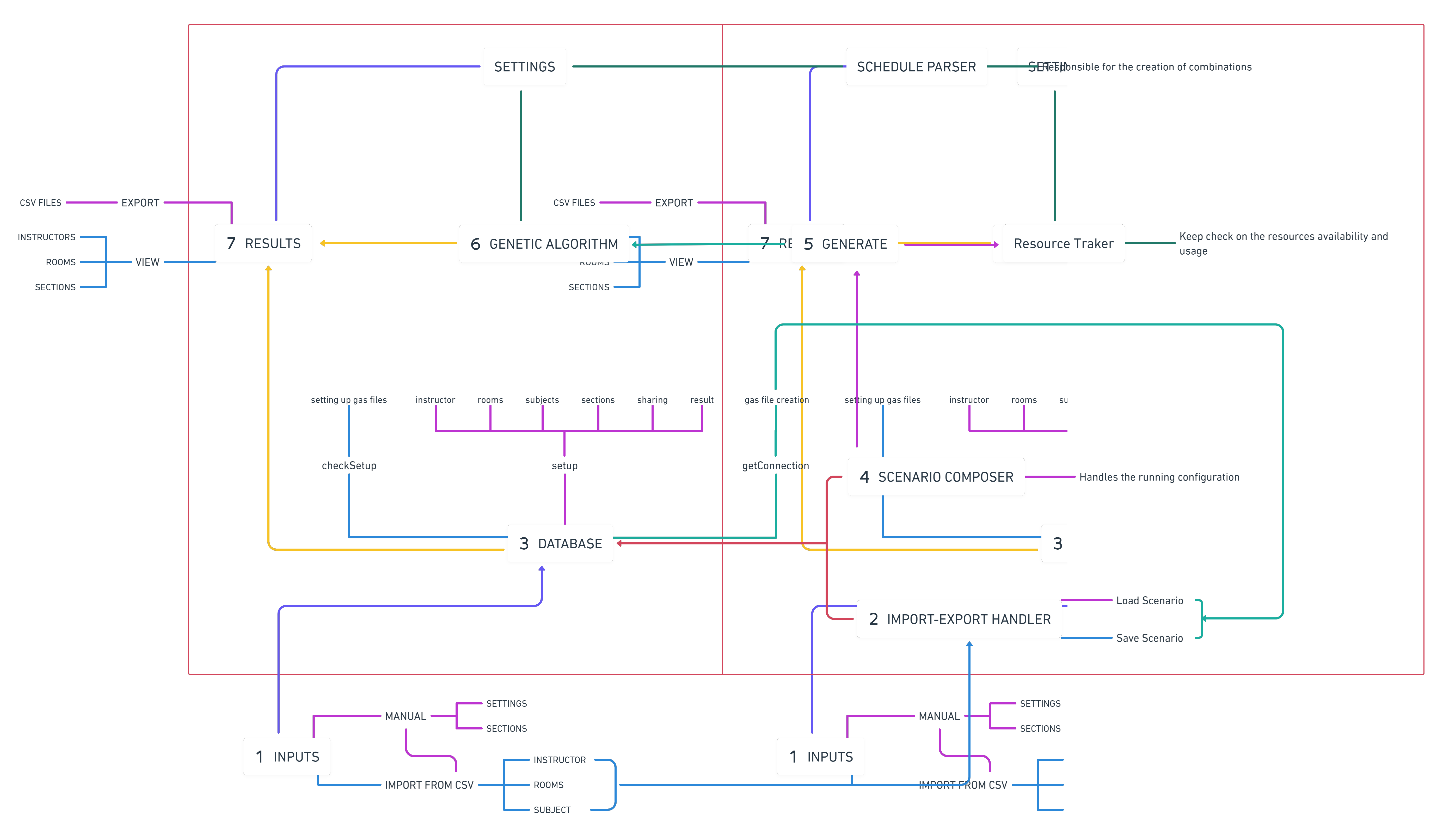 SETTINGS
SCHEDULE PARSER
Responsible for the creation of combinations
CSV FILES
EXPORT
CSV FILES
EXPORT
INSTRUCTORS
7 RESULTS
6 GENETIC ALGORITHM
7 RE
5 GENERATE
Resource Traker
Keep check on the resources availability and
usage
ROOMS
VIEW
ROOMS
VIEW
SECTIONS
SECTIONS
setting up gas files
instructor
rooms
subjects
sections
sharing
result
gas file creation
setting up gas files
instructor
rooms
su
checkSetup
setup
getConnection
4 SCENARIO COMPOSER
Handles the running configuration
3 DATABASE
3
Load Scenario
2 IMPORT-EXPORT HANDLER
Save Scenario
SETTINGS
SETTINGS
MANUAL
MANUAL
SECTIONS
SECTIONS
1 INPUTS
1 INPUTS
INSTRUCTOR
IMPORT FROM CSV
ROOMS
IMPORT FROM CSV
SUBJECT